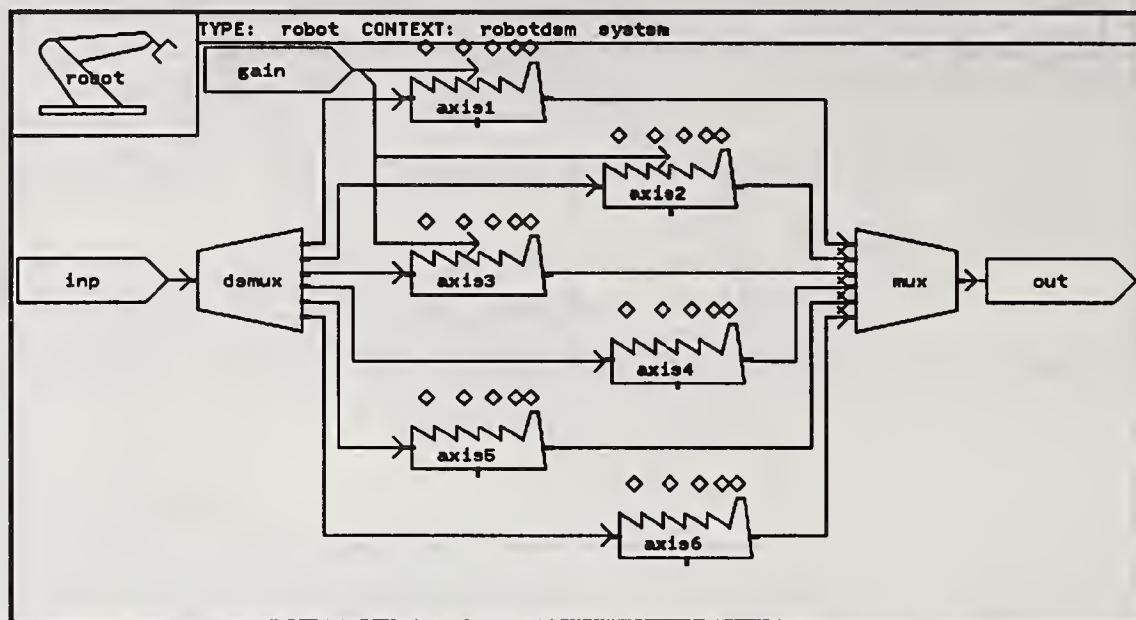 TYPE: robot CONTEXT: robotdem system
robot
gain
axis1
axis2
inp
demux
axis3
mux
out
axis4
axis5
axis6